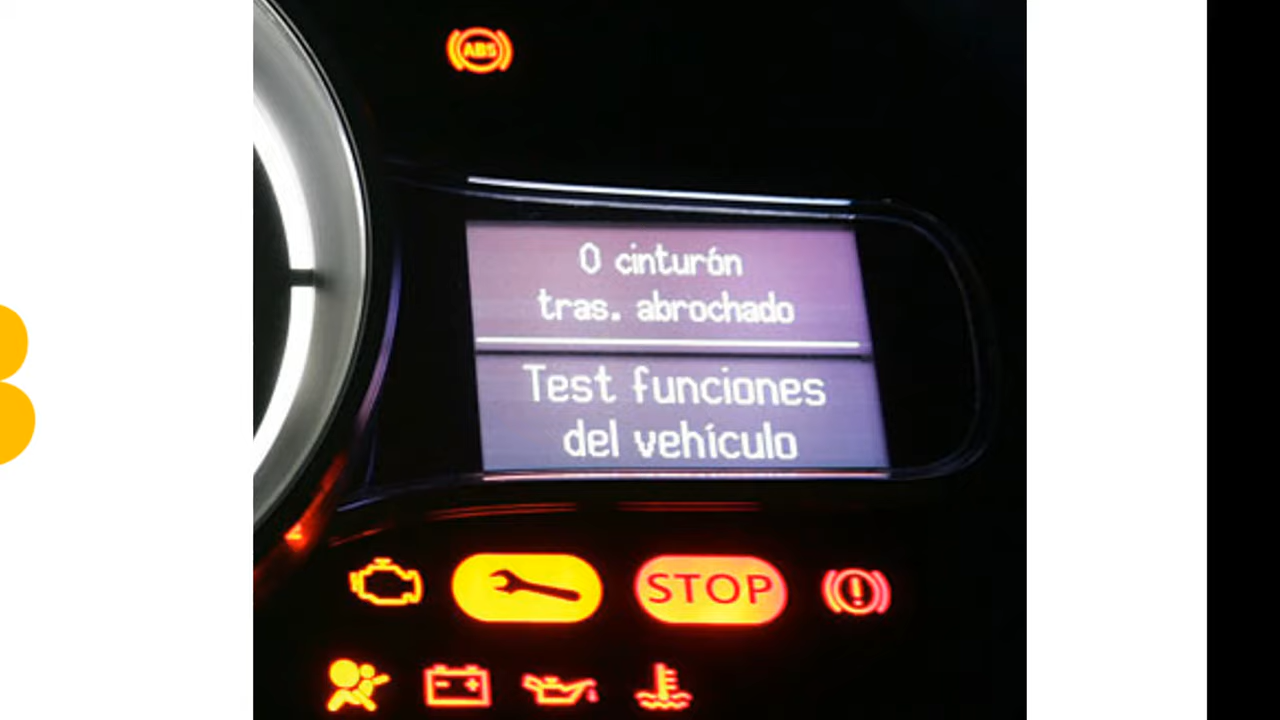 ABS
0 cinturón
tras. abrochado
Test funciones
del vehículo
STOP